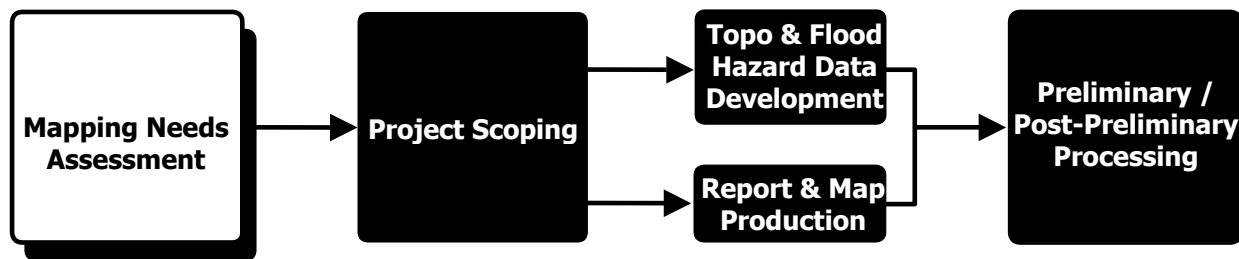 Mapping Needs
Assessment
Project Scoping
Topo & Flood
Hazard Data
Development
Report & Map
Production
Preliminary /
Post-Preliminary
Processing